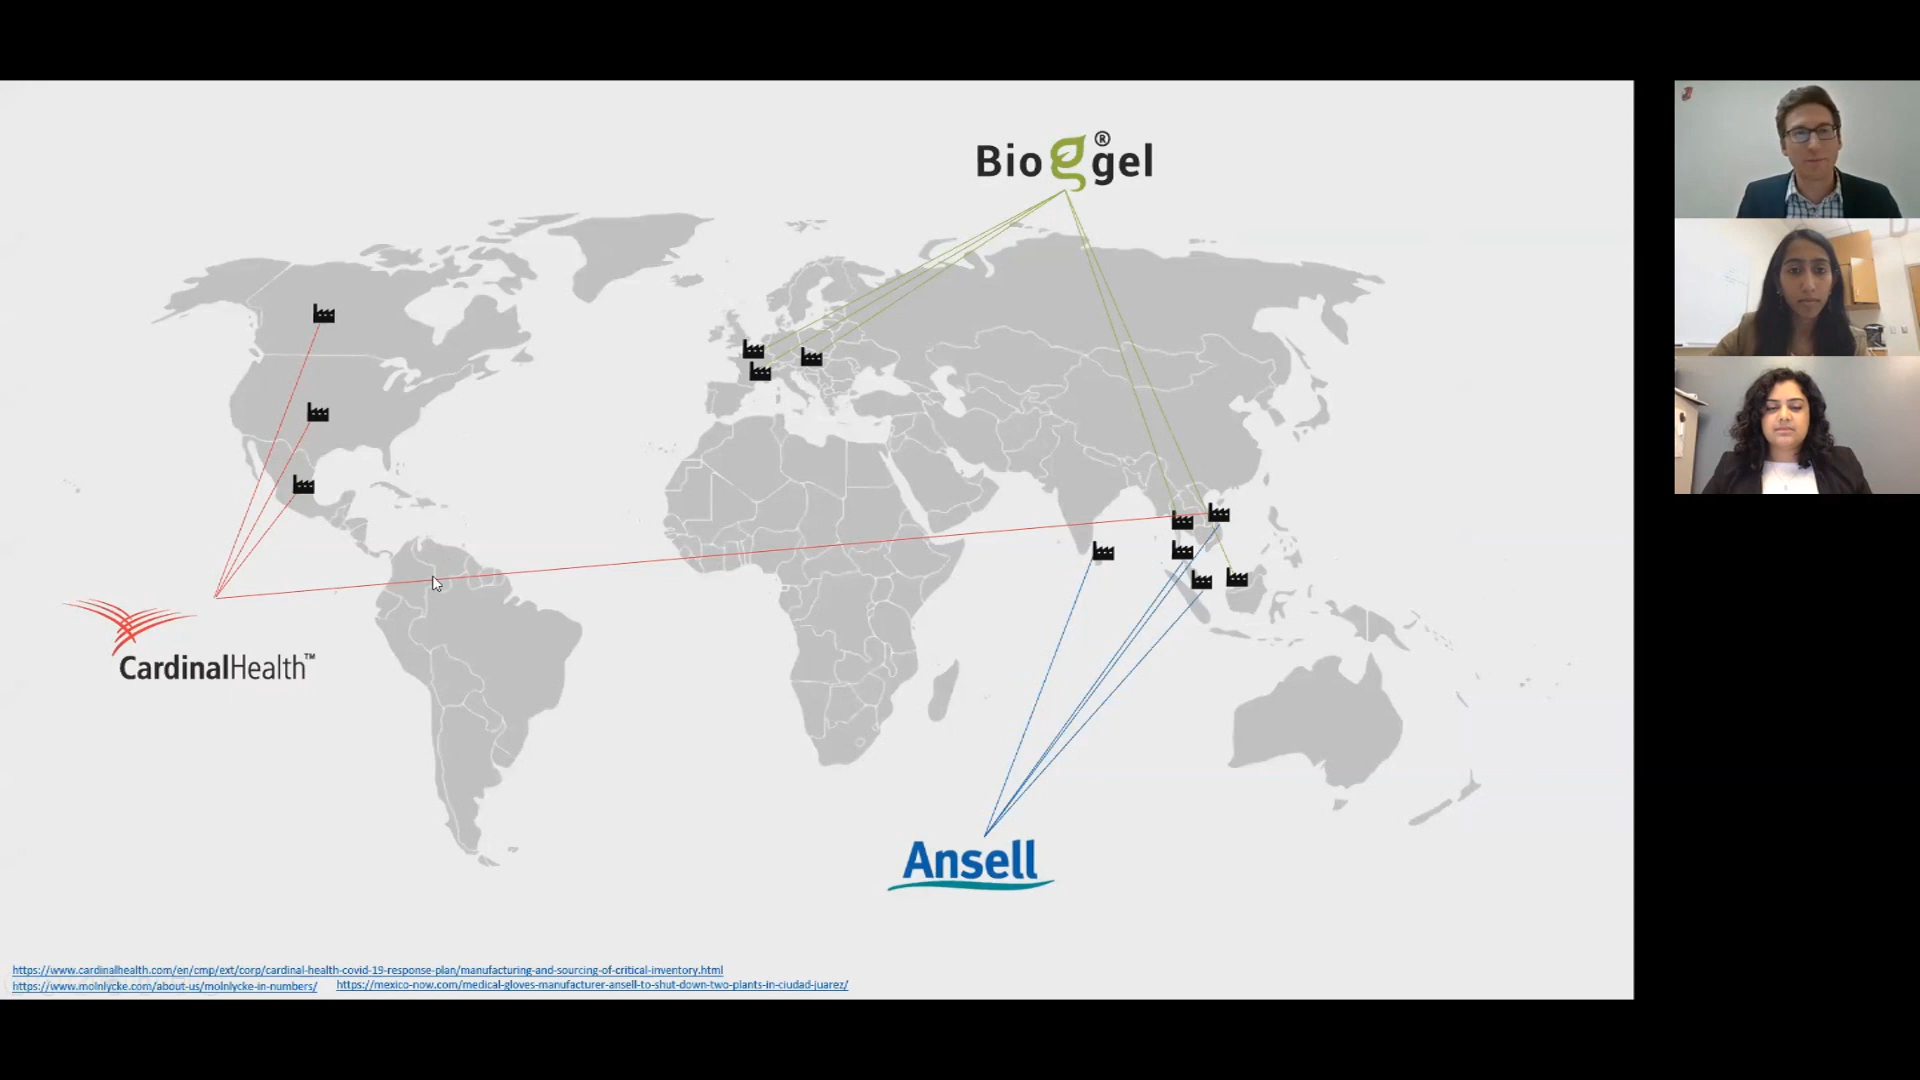 Bio gel®
CardinalHealth™
Ansell
https://www.cardinalhealth.com/en/cmp/ext/corp/cardinal-health-covid-19-response-plan/manufacturing-and-sourcing-of-critical-inventory.html
https://www.molnlycke.com/about-us/molnlycke-in-numbers/ https://mexico-now.com/medical-gloves-manufacturer-ansell-to-shut-down-two-plants-in-ciudad-juarez/